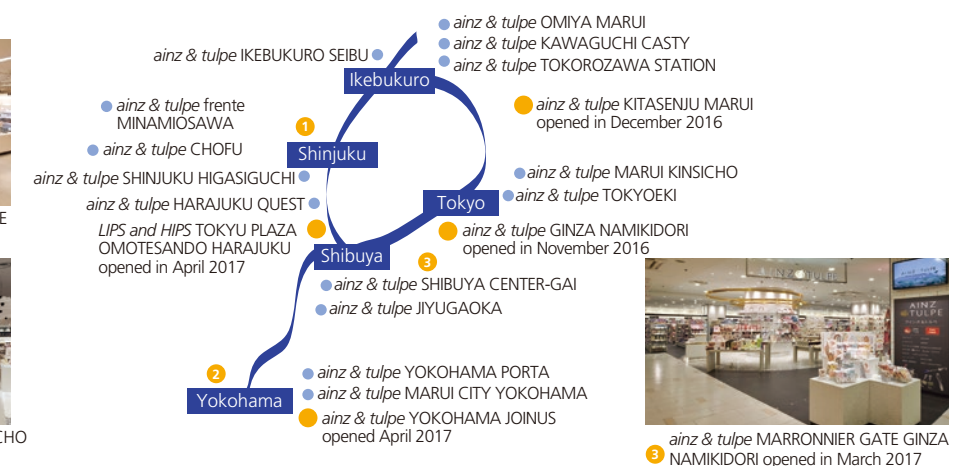 ainz & tulpe OMIYA MARUI
ainz & tulpe KAWAGUCHI CASTY
ainz & tulpe TOKOROZAWA STATION
ainz & tulpe IKEBUKURO SEIBU
Ikebukuro
ainz & tulpe KITASENJU MARUI
opened in December 2016
ainz & tulpe frente
MINAMIOSAWA
1
Shinjuku
ainz & tulpe CHOFU
ainz & tulpe SHINJUKU HIGASIGUCHI
ainz & tulpe MARUI KINSICHO
ainz & tulpe TOKYOEKI
Tokyo
ainz & tulpe HARAJUKU QUEST
LIPS and HIPS TOKYU PLAZA
OMOTESANDO HARAJUKU
opened in April 2017
E
ainz & tulpe GINZA NAMIKIDORI
opened in November 2016
Shibuya
3
ainz & tulpe SHIBUYA CENTER-GAI
ainz & tulpe JIYUGAOKA
AINZ & TULPE
AINZ
& TULPE
2
Yokohama
ainz & tulpe YOKOHAMA PORTA
ainz & tulpe MARUI CITY YOKOHAMA
ainz & tulpe YOKOHAMA JOINUS
opened April 2017
CHO
3 ainz & tulpe MARRONNIER GATE GINZA
NAMIKIDORI opened in March 2017